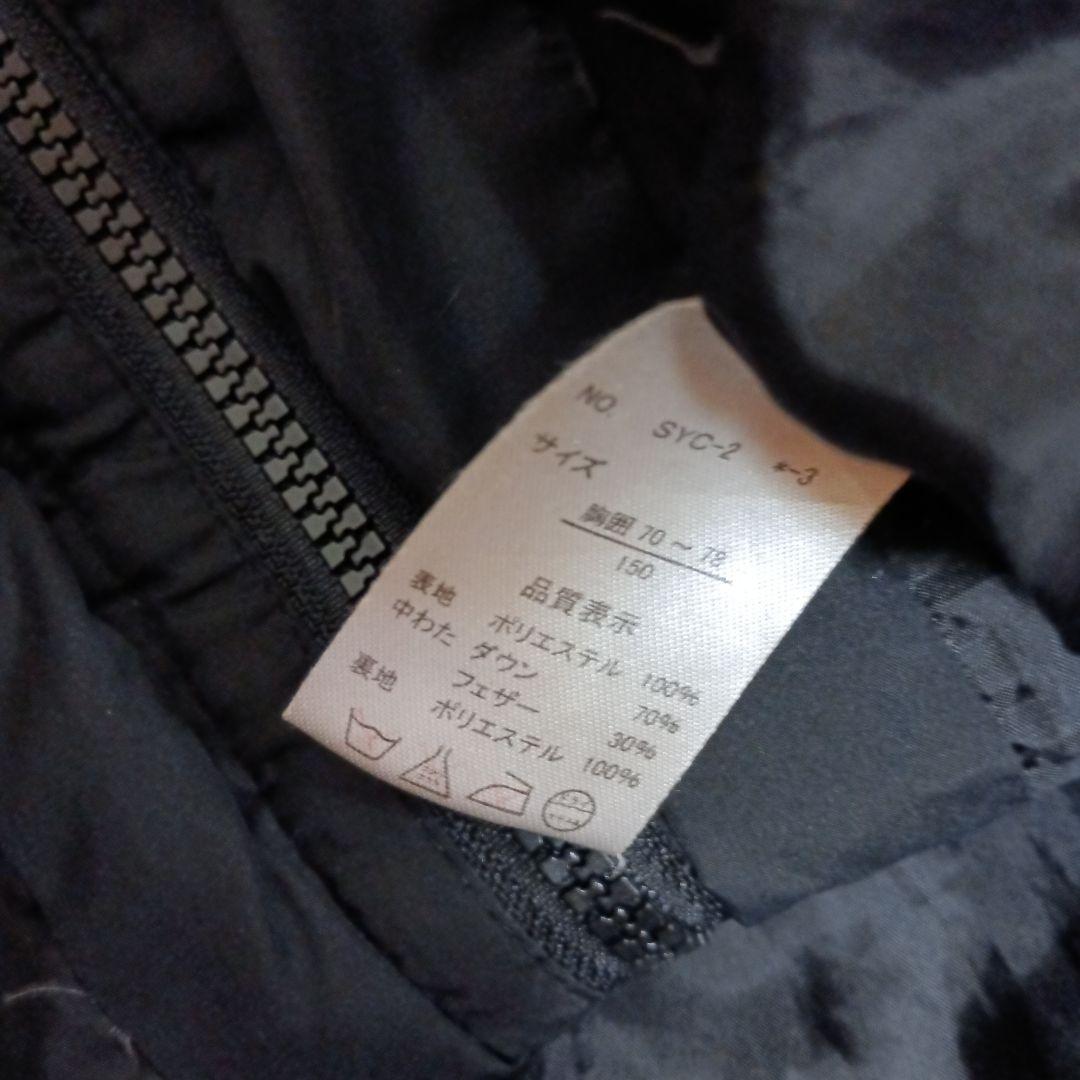 NO. SYC-2 *-3
サイズ
胸囲 70～78
150
品質表示
表地 ポリエステル 100%
中わた ダウン 70%
フェザー 30%
裏地 ポリエステル 100%